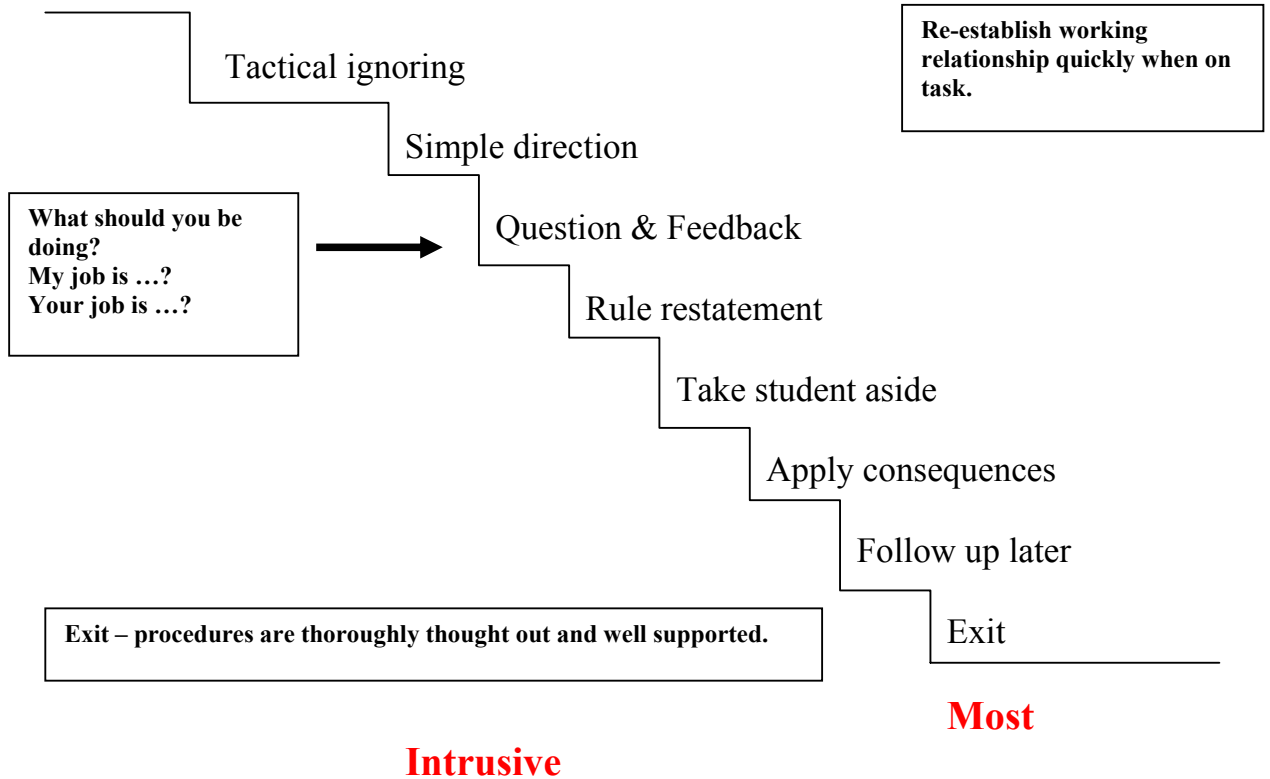 Re-establish working
relationship quickly when on
task.
Tactical ignoring
Simple direction
What should you be
doing?
My job is …?
Your job is …?
Question & Feedback
Rule restatement
Take student aside
Apply consequences
Follow up later
Exit – procedures are thoroughly thought out and well supported.
Exit
Most
Intrusive